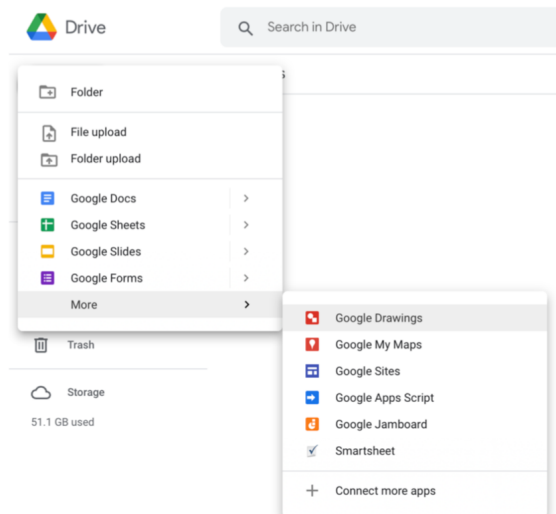 Drive
Search in Drive
Folder
File upload
Folder upload
Google Docs
Google Sheets
Google Slides
Google Forms
More
Google Drawings
Google My Maps
Google Sites
Google Apps Script
Google Jamboard
Smartsheet
Connect more apps
Trash
Storage
51.1 GB used